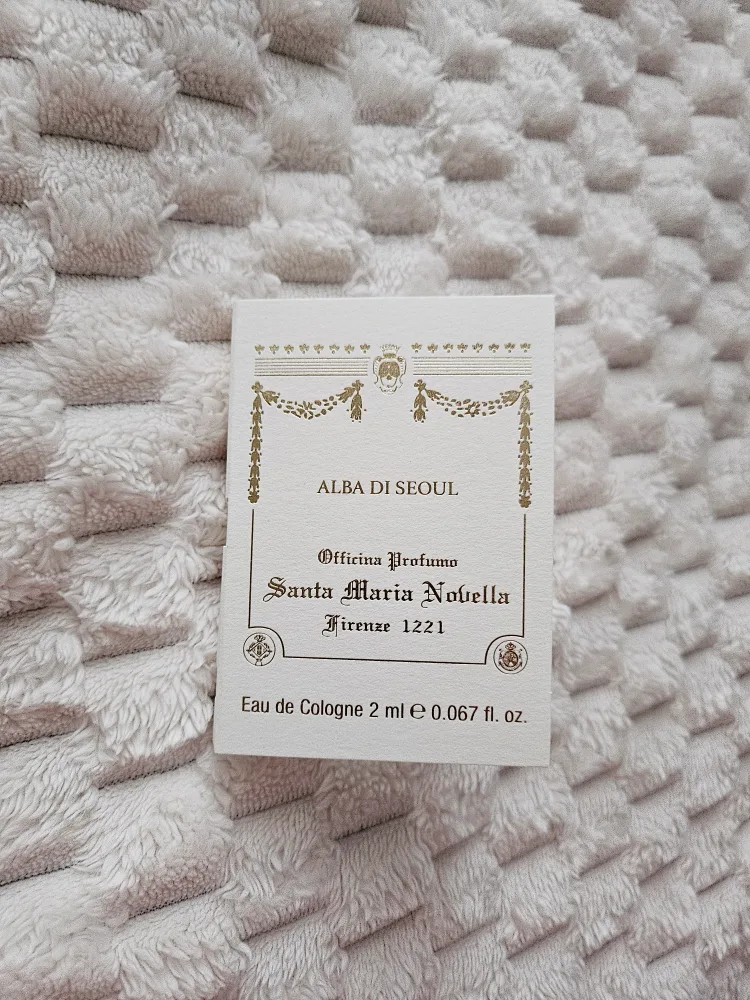 ALBA DI SEOUL
Officina Profumo
Santa Maria Novella
Firenze 1221
Eau de Cologne 2 ml ℮ 0.067 fl. oz.